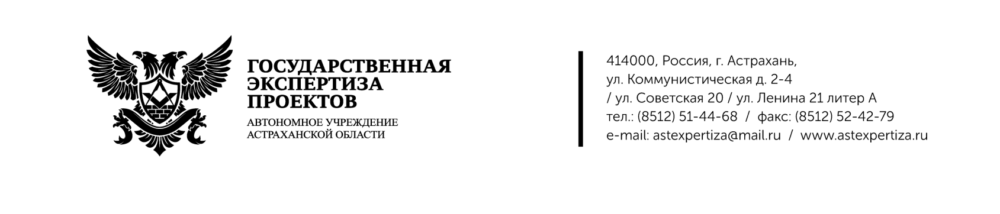 ГОСУДАРСТВЕННАЯ
ЭКСПЕРТИЗА
ПРОЕКТОВ
АВТОНОМНОЕ УЧРЕЖДЕНИЕ
АСТРАХАНСКОЙ ОБЛАСТИ
414000, Россия, г. Астрахань,
ул. Коммунистическая д. 2-4
/ ул. Советская 20 / ул. Ленина 21 литер А
тел.: (8512) 51-44-68 / факс: (8512) 52-42-79
e-mail: astexpertiza@mail.ru / www.astexpertiza.ru